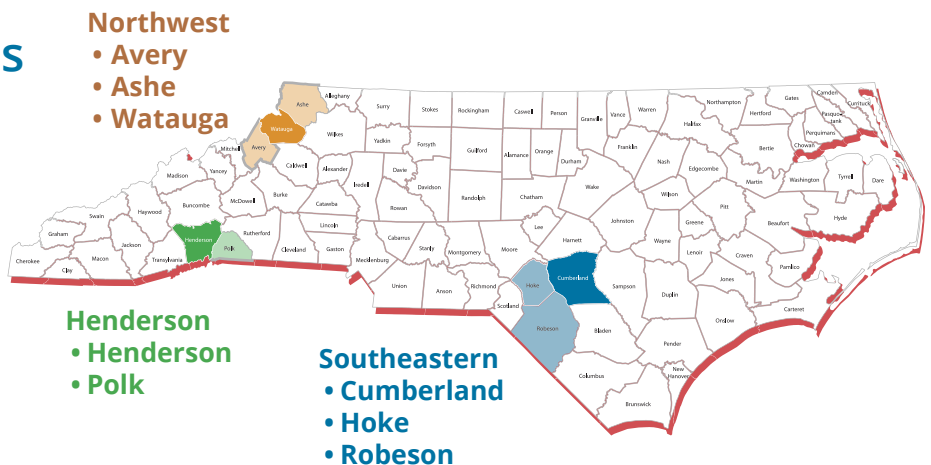 Northwest
• Avery
• Ashe
• Watauga
s
Ashe
Alleghany
Surry
Stokes
Rockingham
Caswell
Person
Granville
Vance
Warren
Northampton
Gates
Camden
Currituck
Pasquo-
tank
Hertford
Halifax
Perquimans
Chowan
Bertie
Watauga
Wilkes
Yadkin
Forsyth
Guilford
Alamance
Orange
Durham
Franklin
Nash
Edgecombe
Martin
Washington
Tyrrell
Dare
Mitchell
Avery
Caldwell
Alexander
Iredell
Davie
Davidson
Randolph
Chatham
Wake
Wilson
Pitt
Beaufort
Hyde
Madison
Yancey
Burke
Catawba
Rowan
Johnston
Greene
Swain
Haywood
Buncombe
McDowell
Lincoln
Cabarrus
Stanly
Montgomery
Moore
Lee
Harnett
Wayne
Lenoir
Craven
Pamlico
Graham
Jackson
Henderson
Polk
Rutherford
Cleveland
Gaston
Mecklenburg
Cherokee
Clay
Macon
Transylvania
Union
Anson
Richmond
Scotland
Hoke
Cumberland
Sampson
Duplin
Jones
Onslow
Carteret
Robeson
Bladen
Pender
New
Hanover
Columbus
Brunswick
Henderson
• Henderson
• Polk
Southeastern
• Cumberland
• Hoke
• Robeson